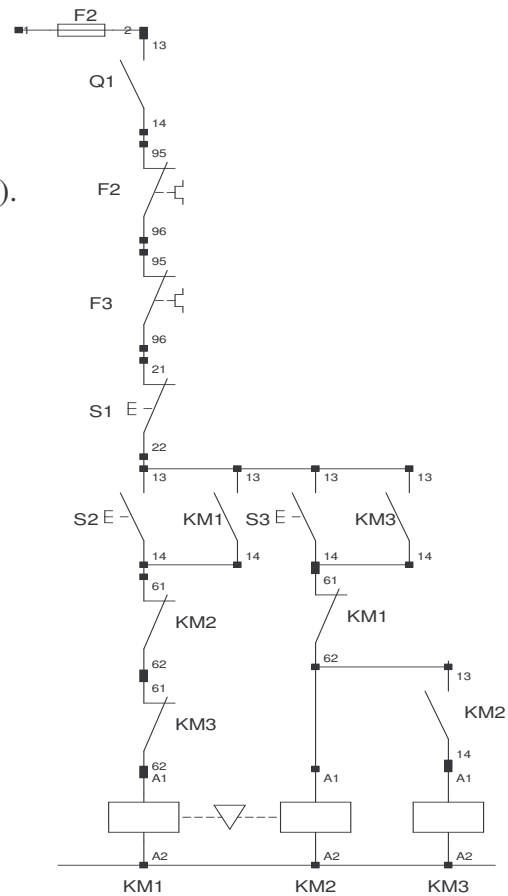 F2
1 2
13
Q1
14
95
F2
).
96
95
F3
96
21
S1
22
13 13 13 13
S2 KM1 S3 KM3
14 14 14 14
61 61
KM2 KM1
62 62
61 13
KM3 KM2
62 14
A1 A1 A1
A2 A2 A2
KM1 KM2 KM3